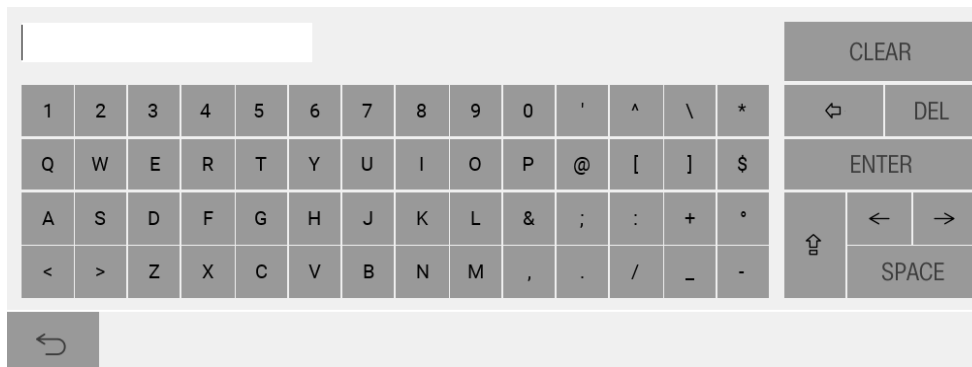 CLEAR
1 2 3 4 5 6 7 8 9 0 ' ^ \ * DEL
Q W E R T Y U I O P @ [ ] $ ENTER
A S D F G H J K L & ; : + °
< > Z X C V B N M , . / _ - SPACE